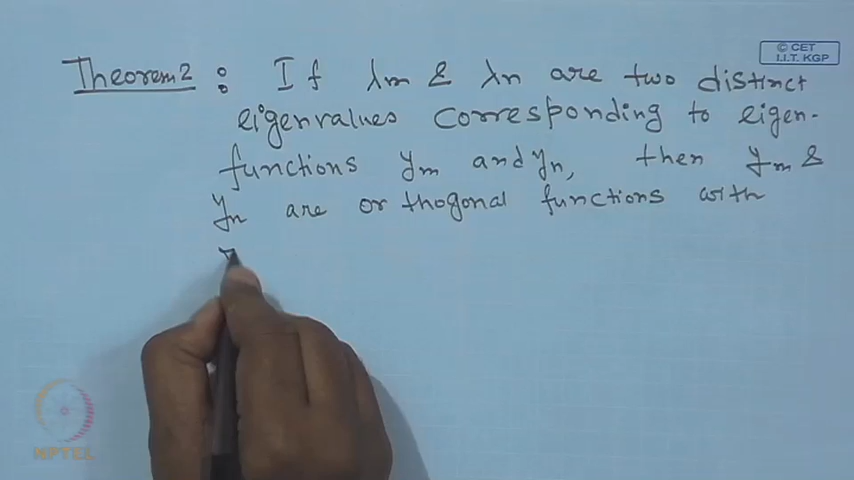 © CET
I.I.T. KGP
Theorem 2 : If λm & λn are two distinct
eigenvalues corresponding to eigen-
functions ym and yn, then ym &
yn are orthogonal functions with
NPTEL